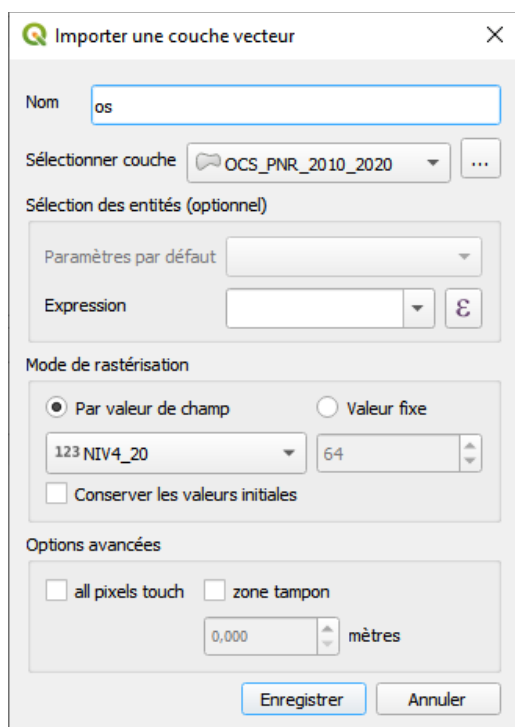 Importer une couche vecteur
Nom os
Sélectionner couche OCS_PNR_2010_2020 ...
Sélection des entités (optionnel)
Paramètres par défaut
Expression ε
Mode de rastérisation
Par valeur de champ Valeur fixe
123 NIV4_20 64
Conserver les valeurs initiales
Options avancées
all pixels touch zone tampon
0,000 mètres
Enregistrer Annuler